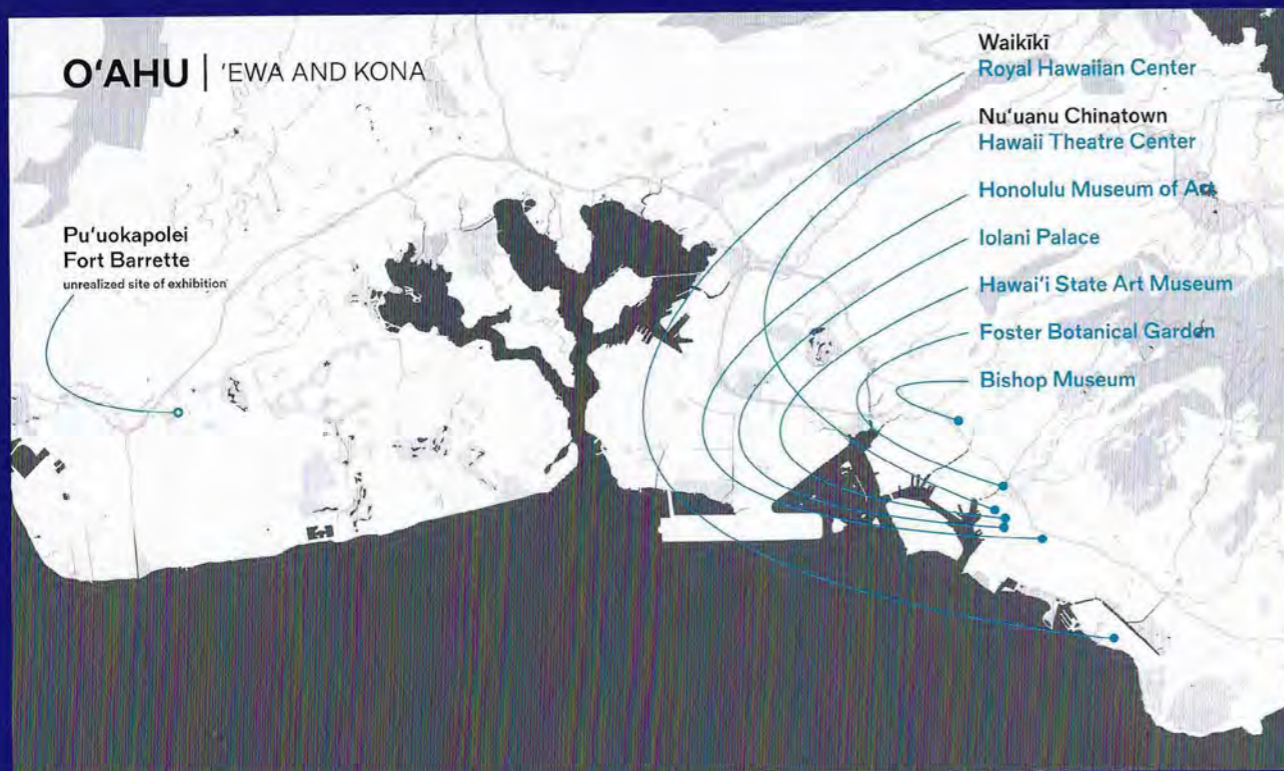 O'AHU | 'EWA AND KONA
Pu'uokapolei
Fort Barrette
unrealized site of exhibition
Waikīkī
Royal Hawaiian Center
Nu'uanu Chinatown
Hawaii Theatre Center
Honolulu Museum of Art
Iolani Palace
Hawai'i State Art Museum
Foster Botanical Garden
Bishop Museum